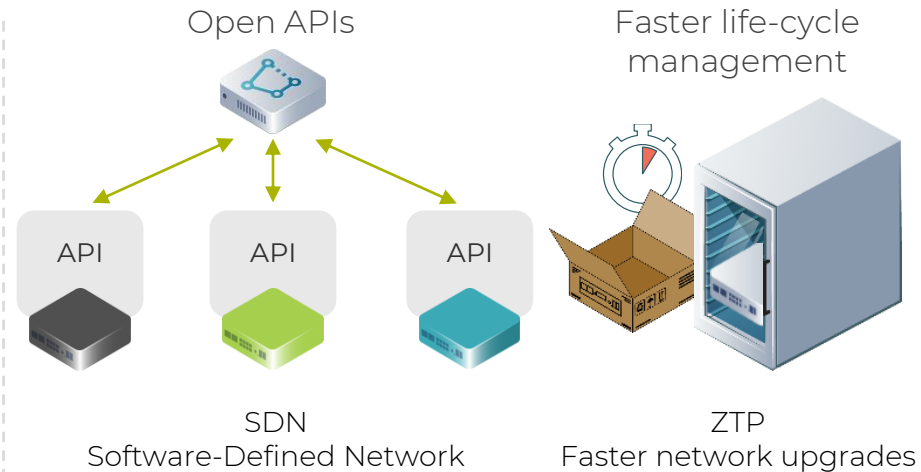 Open APIs
API
API
API
SDN
Software-Defined Network
Faster life-cycle
management
ZTP
Faster network upgrades